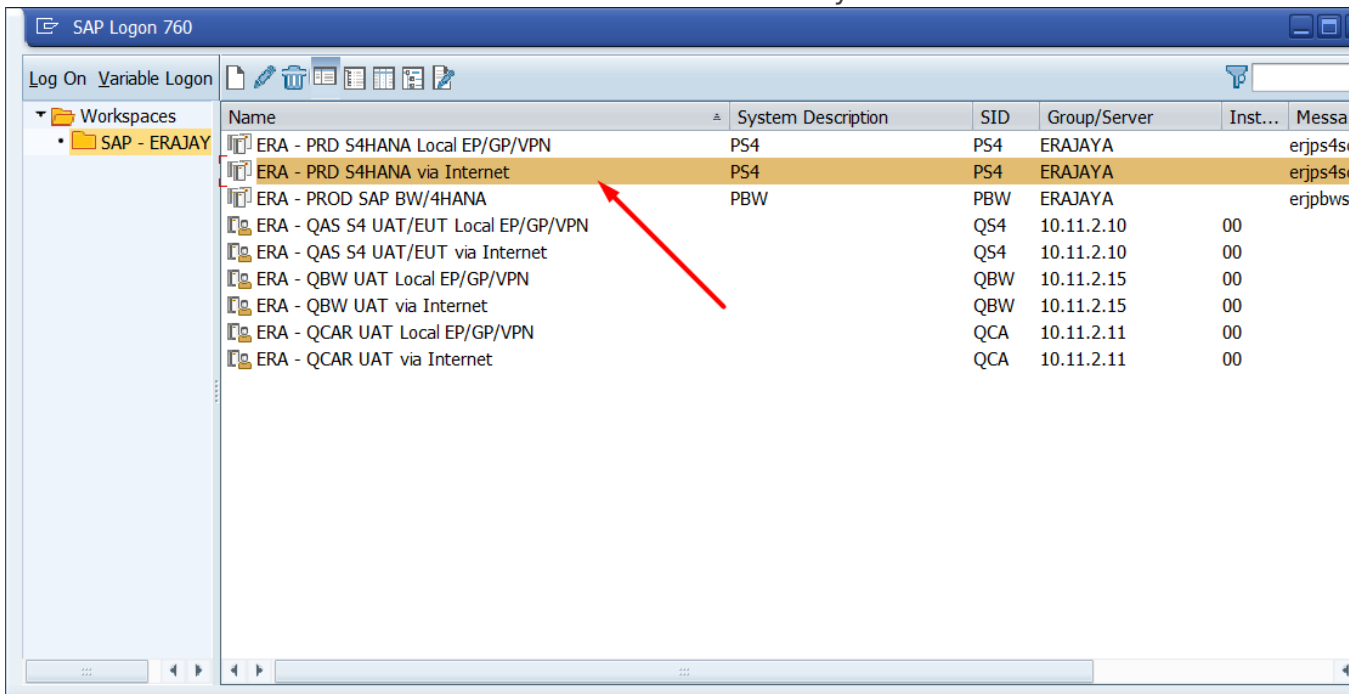 SAP Logon 760
Log On Variable Logon
Workspaces
SAP - ERAJAY
Name System Description SID Group/Server Inst... Messa
ERA - PRD S4HANA Local EP/GP/VPN PS4 PS4 ERAJAYA erjps4s
ERA - PRD S4HANA via Internet PS4 PS4 ERAJAYA erjps4s
ERA - PROD SAP BW/4HANA PBW PBW ERAJAYA erjpbws
ERA - QAS S4 UAT/EUT Local EP/GP/VPN QS4 10.11.2.10 00
ERA - QAS S4 UAT/EUT via Internet QS4 10.11.2.10 00
ERA - QBW UAT Local EP/GP/VPN QBW 10.11.2.15 00
ERA - QBW UAT via Internet QBW 10.11.2.15 00
ERA - QCAR UAT Local EP/GP/VPN QCA 10.11.2.11 00
ERA - QCAR UAT via Internet QCA 10.11.2.11 00